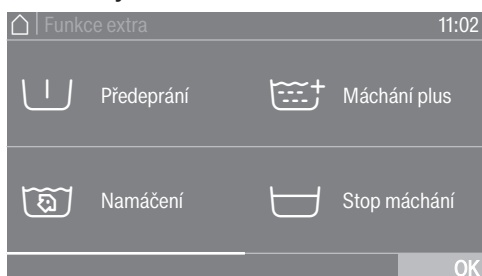 Funkce extra 11:02
Předeprání Máchání plus
Namáčení Stop máchání
OK